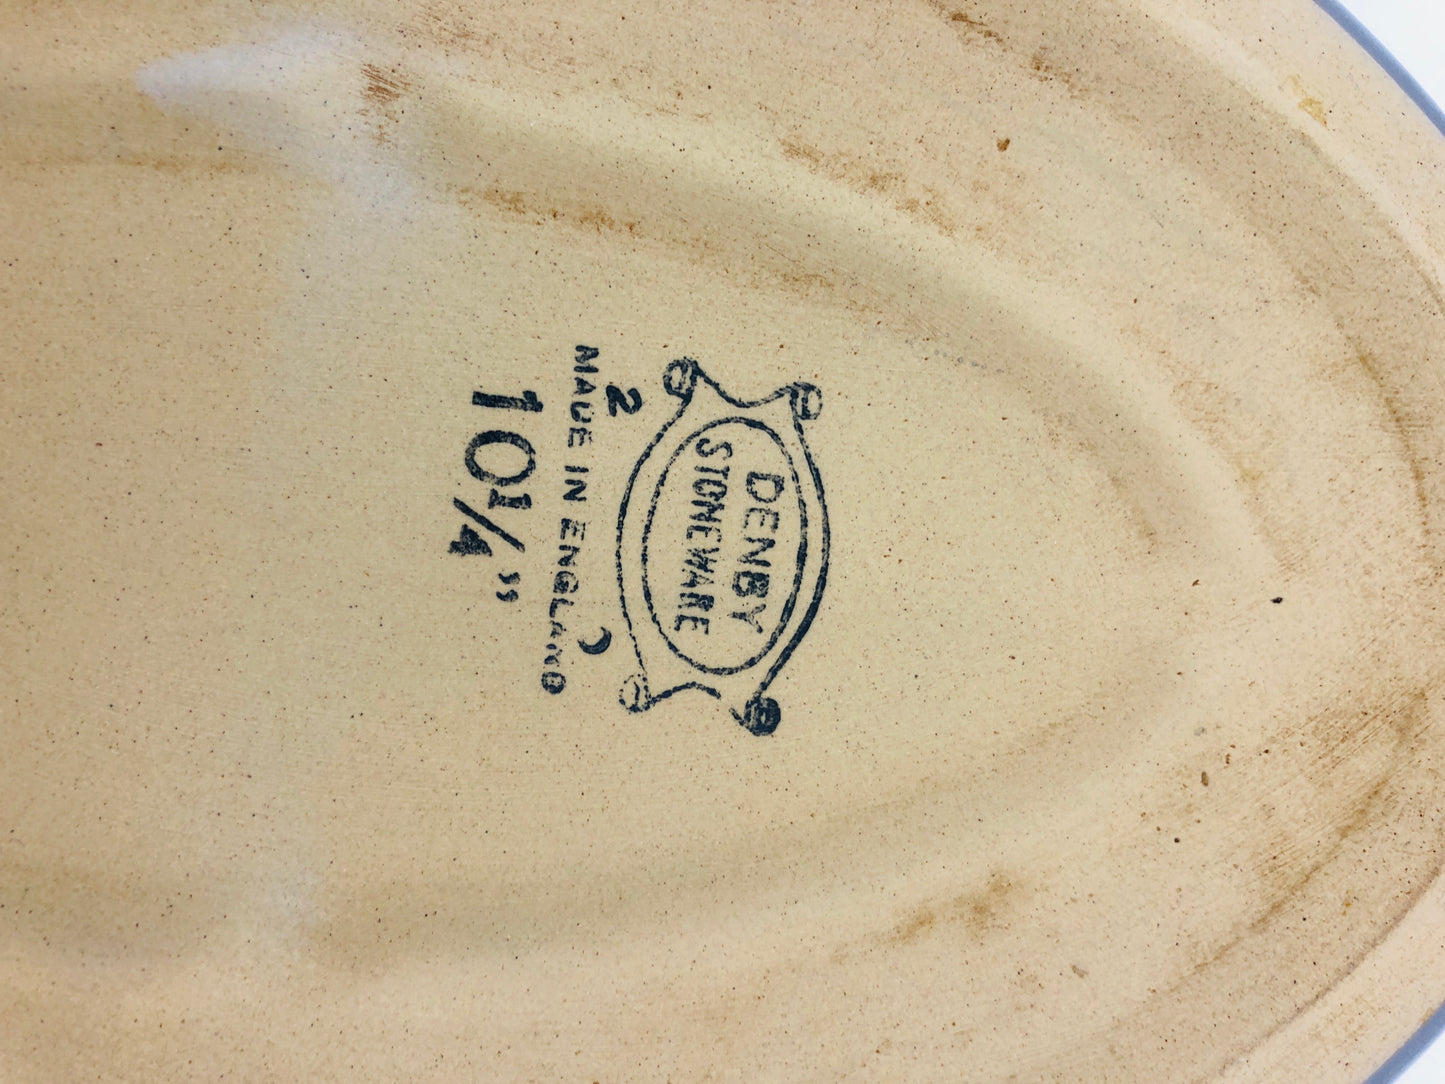 DENBY
STONEWARE
2
MADE IN ENGLAND
10¼"